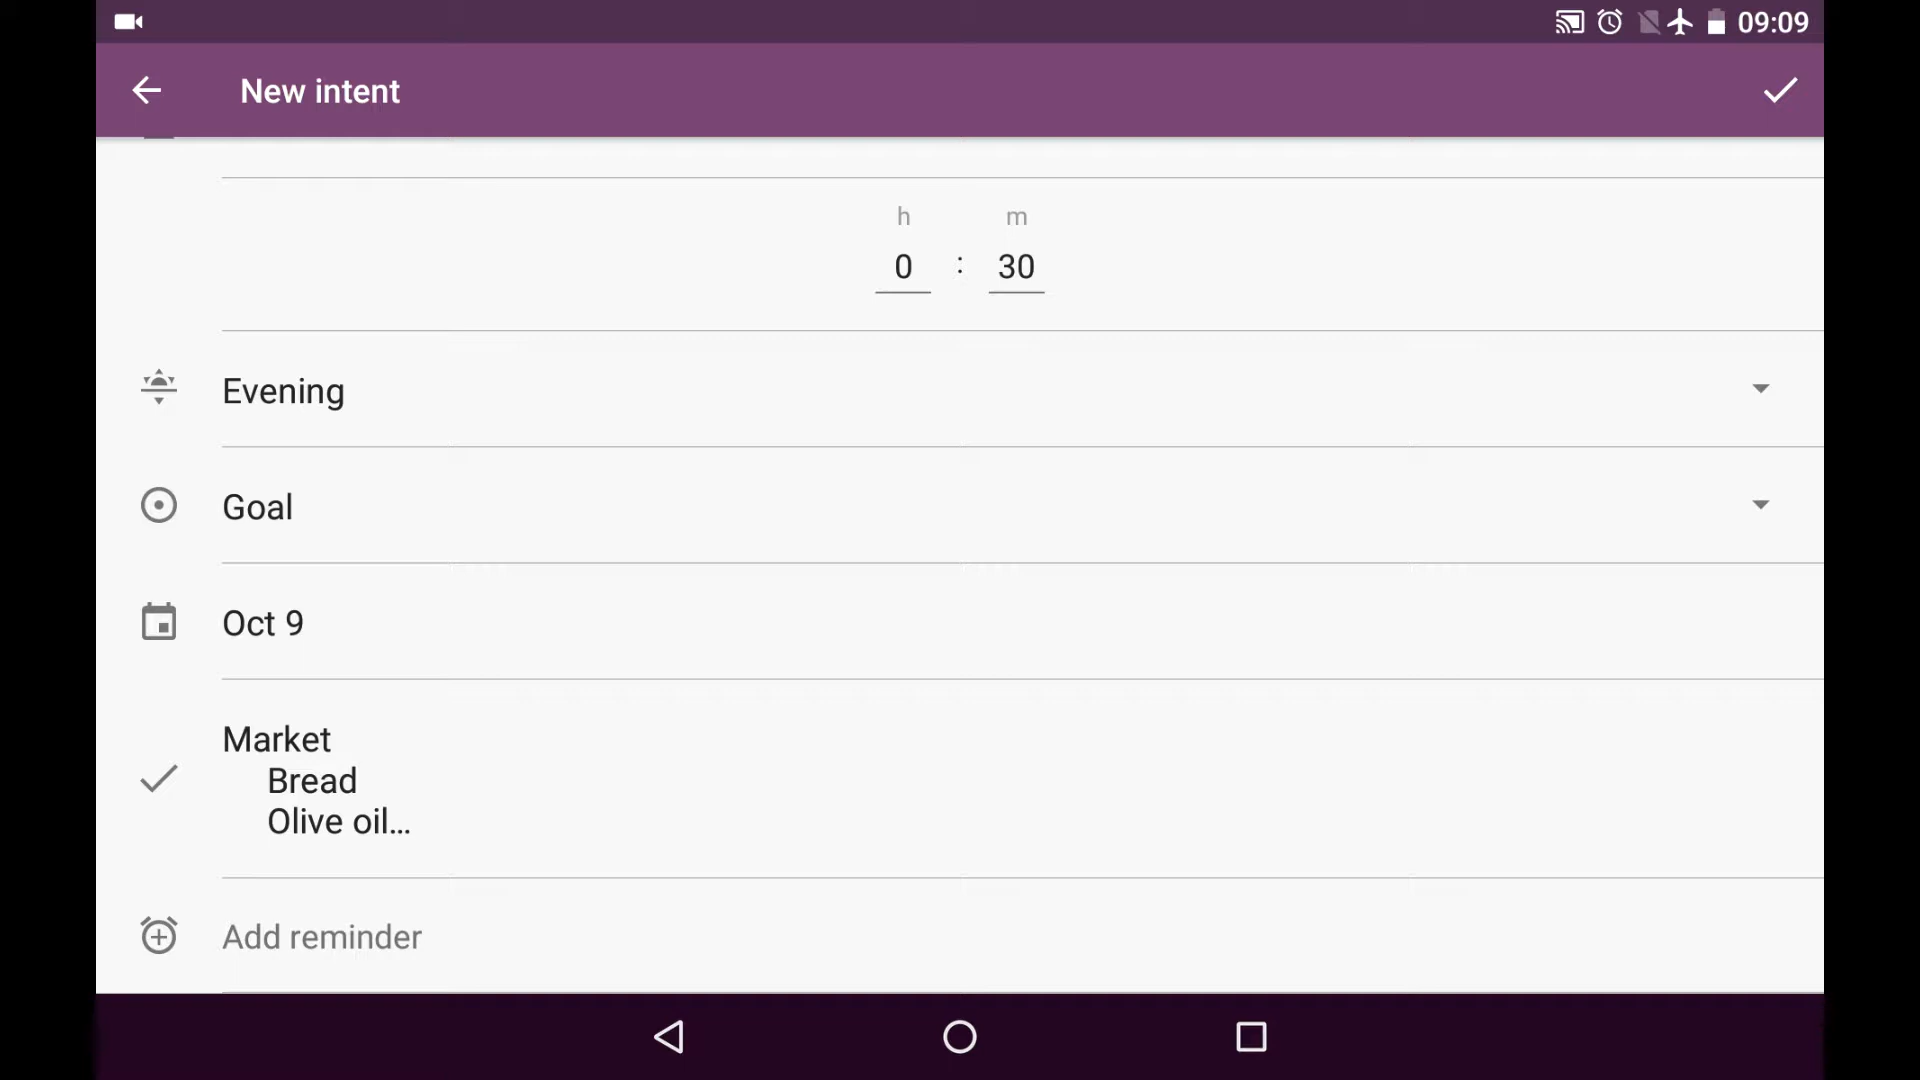 09:09
New intent
h m
0 : 30
Evening
Goal
Oct 9
Market
Bread
Olive oil...
Add reminder